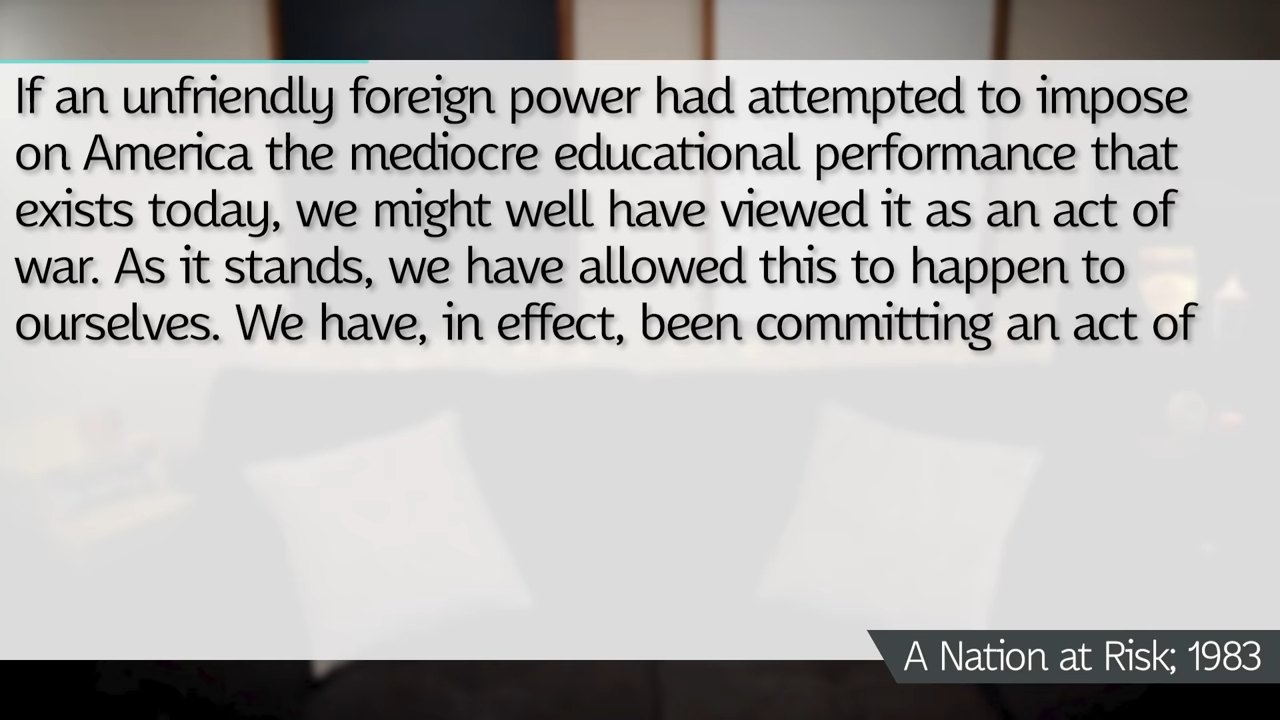 If an unfriendly foreign power had attempted to impose
on America the mediocre educational performance that
exists today, we might well have viewed it as an act of
war. As it stands, we have allowed this to happen to
ourselves. We have, in effect, been committing an act of
A Nation at Risk; 1983